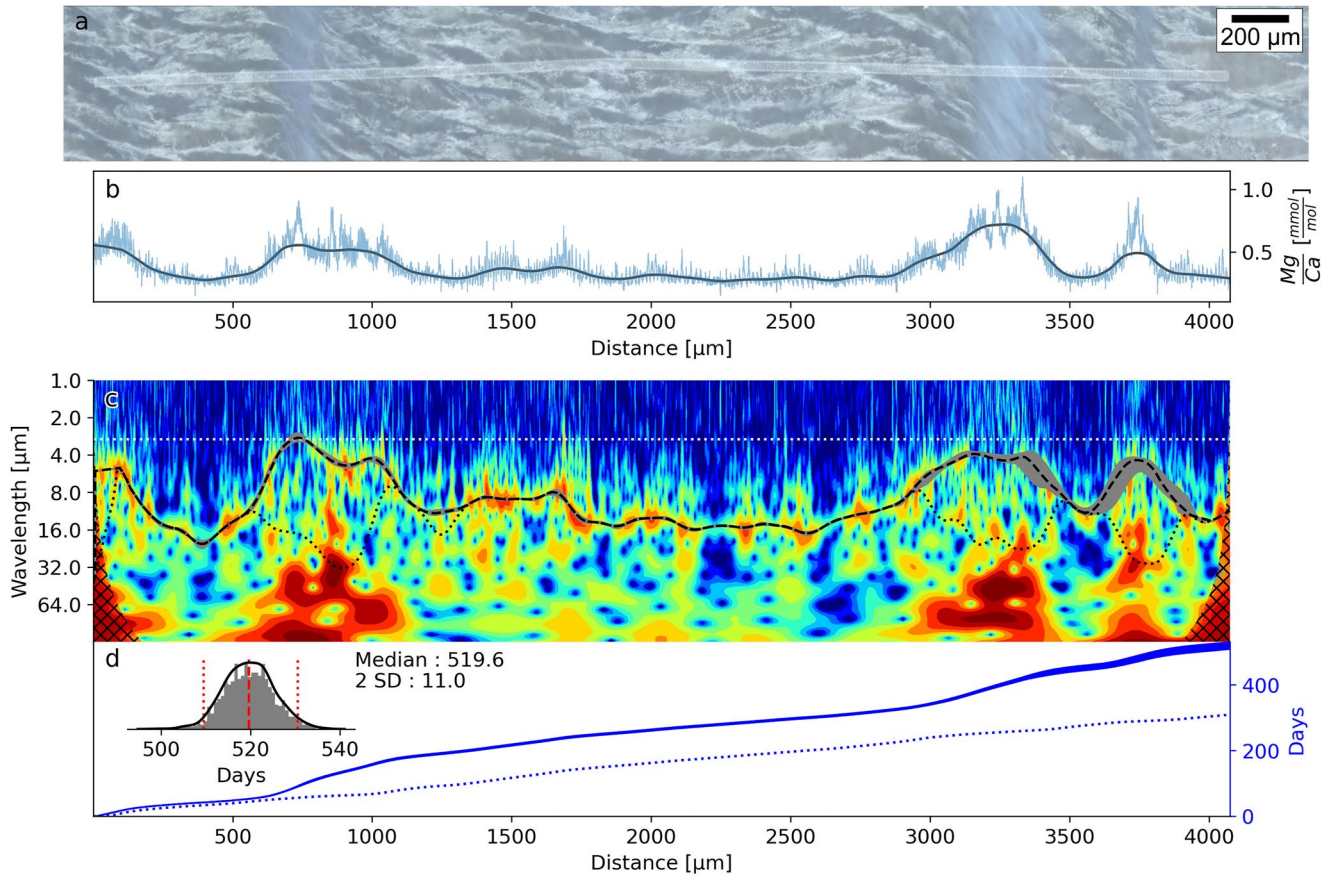 a
200 µm
b
1.0
0.5
Mg/Ca [mmol/mol]
500 1000 1500 2000 2500 3000 3500 4000
Distance [µm]
c
1.0
2.0
4.0
8.0
16.0
32.0
64.0
Wavelength [µm]
d
Median : 519.6
2 SD : 11.0
500 520 540
Days
400
200
0
Days
500 1000 1500 2000 2500 3000 3500 4000
Distance [µm]